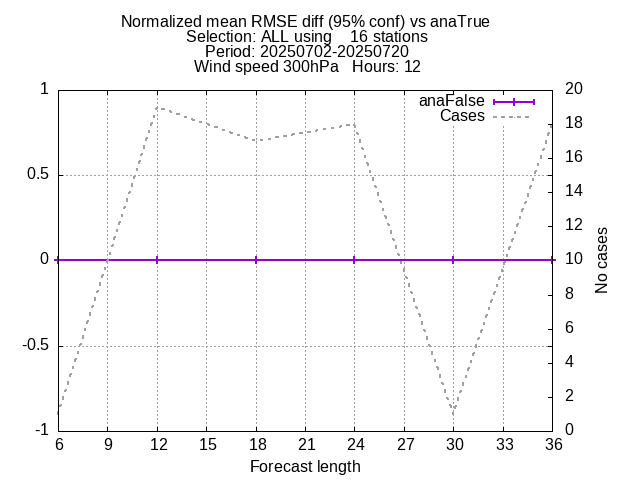 Normalized mean RMSE diff (95% conf) vs anaTrue
Selection: ALL using    16 stations
Period: 20250702-20250720
Wind speed 300hPa   Hours: 12
anaFalse
Cases
1
0.5
0
-0.5
-1
20
18
16
14
12
10
8
6
4
2
0
No cases
6 9 12 15 18 21 24 27 30 33 36
Forecast length